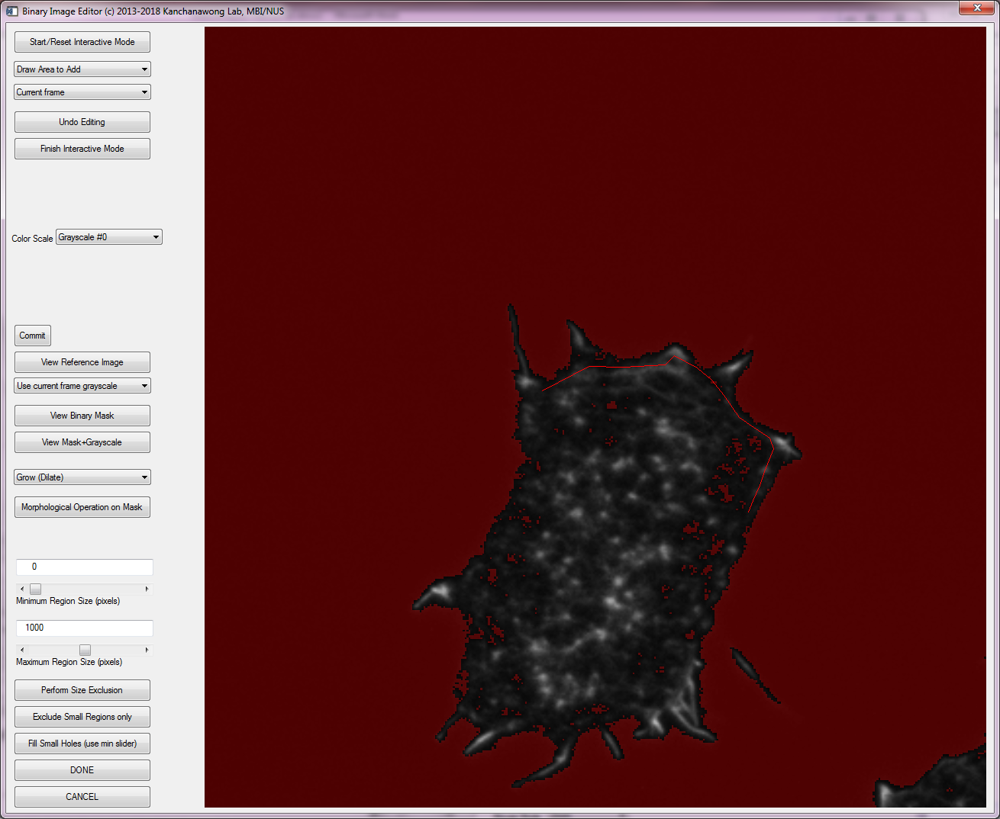 Binary Image Editor (c) 2013-2018 Kanchanawong Lab, MBI/NUS
Start/Reset Interactive Mode
Draw Area to Add
Current frame
Undo Editing
Finish Interactive Mode
Color Scale Grayscale #0
Commit
View Reference Image
Use current frame grayscale
View Binary Mask
View Mask+Grayscale
Grow (Dilate)
Morphological Operation on Mask
0
Minimum Region Size (pixels)
1000
Maximum Region Size (pixels)
Perform Size Exclusion
Exclude Small Regions only
Fill Small Holes (use min slider)
DONE
CANCEL